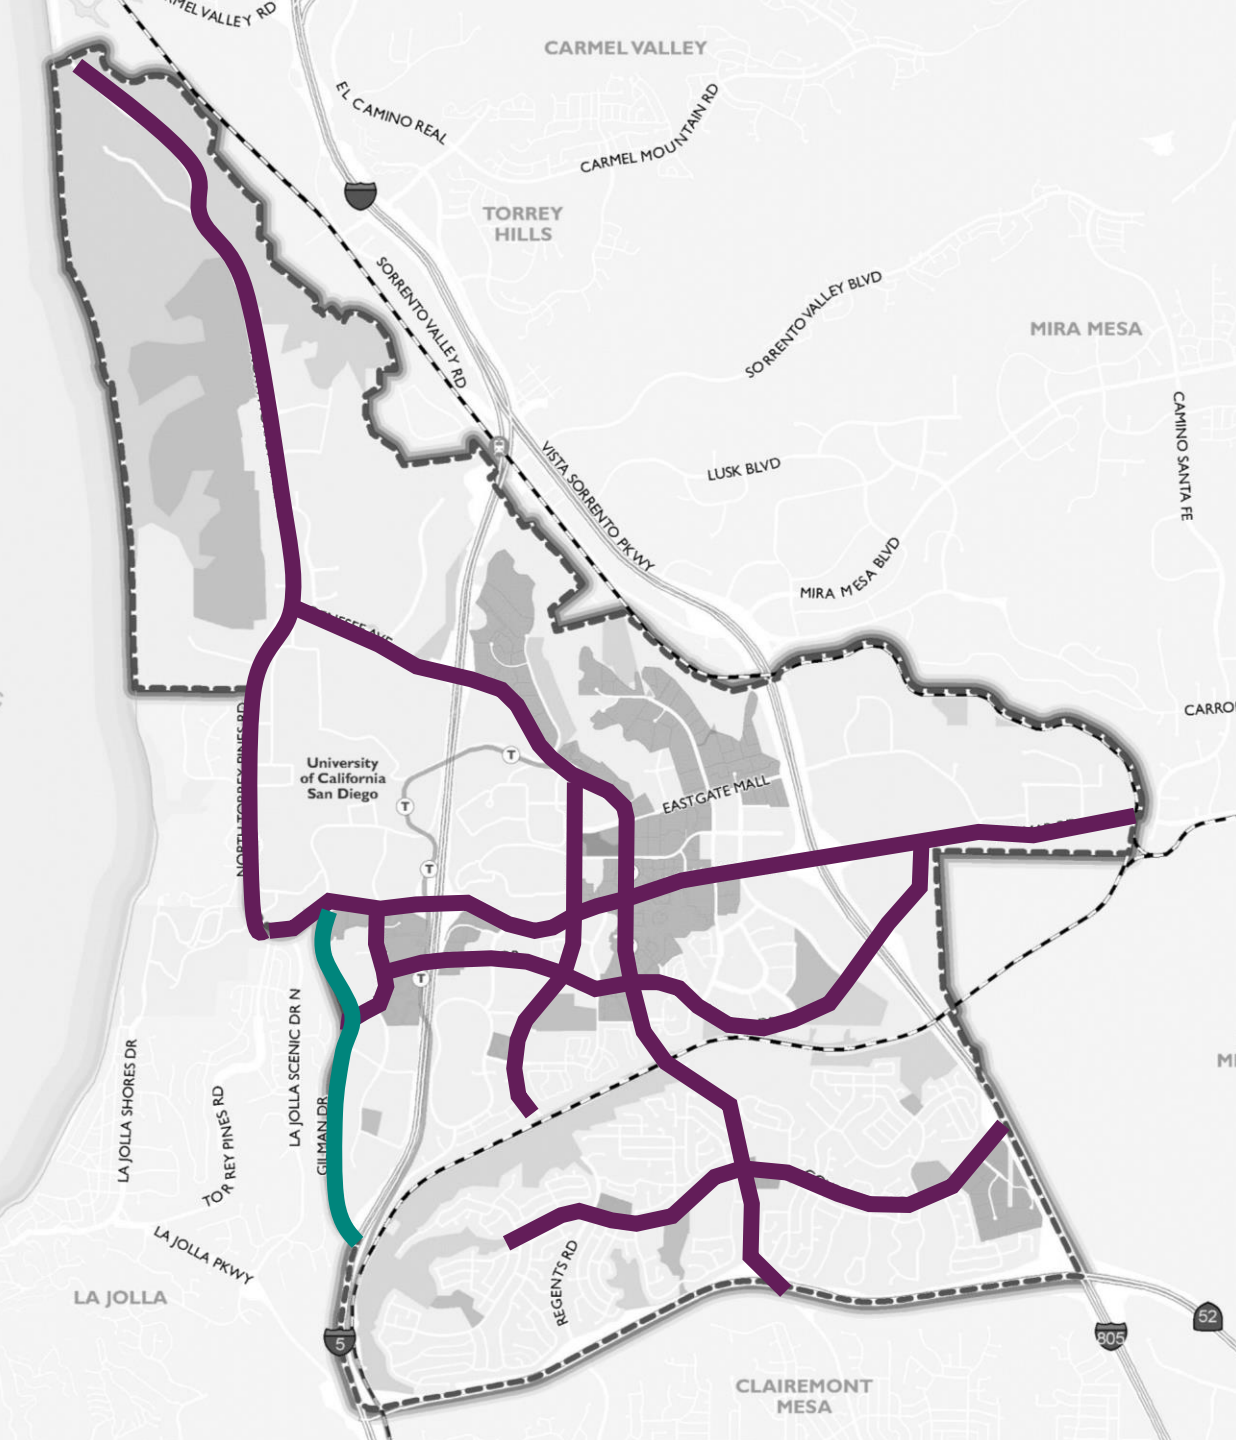 CARMEL VALLEY
EL CAMINO REAL
CARMEL MOUNTAIN RD
TORREY
HILLS
SORRENTO VALLEY RD
SORRENTO VALLEY BLVD
MIRA MESA
CAMINO SANTA FE
VISTA SORRENTO PKWY
LUSK BLVD
MIRA MESA BLVD
NORTH TORREY PINES RD
University
of California
San Diego
T
T
T
T
EASTGATE MALL
LA JOLLA SHORES DR
LA JOLLA SCENIC DR N
TORREY PINES RD
GILMAN DR
LA JOLLA PKWY
REGENTS RD
LA JOLLA
5
805
52
CLAIREMONT
MESA